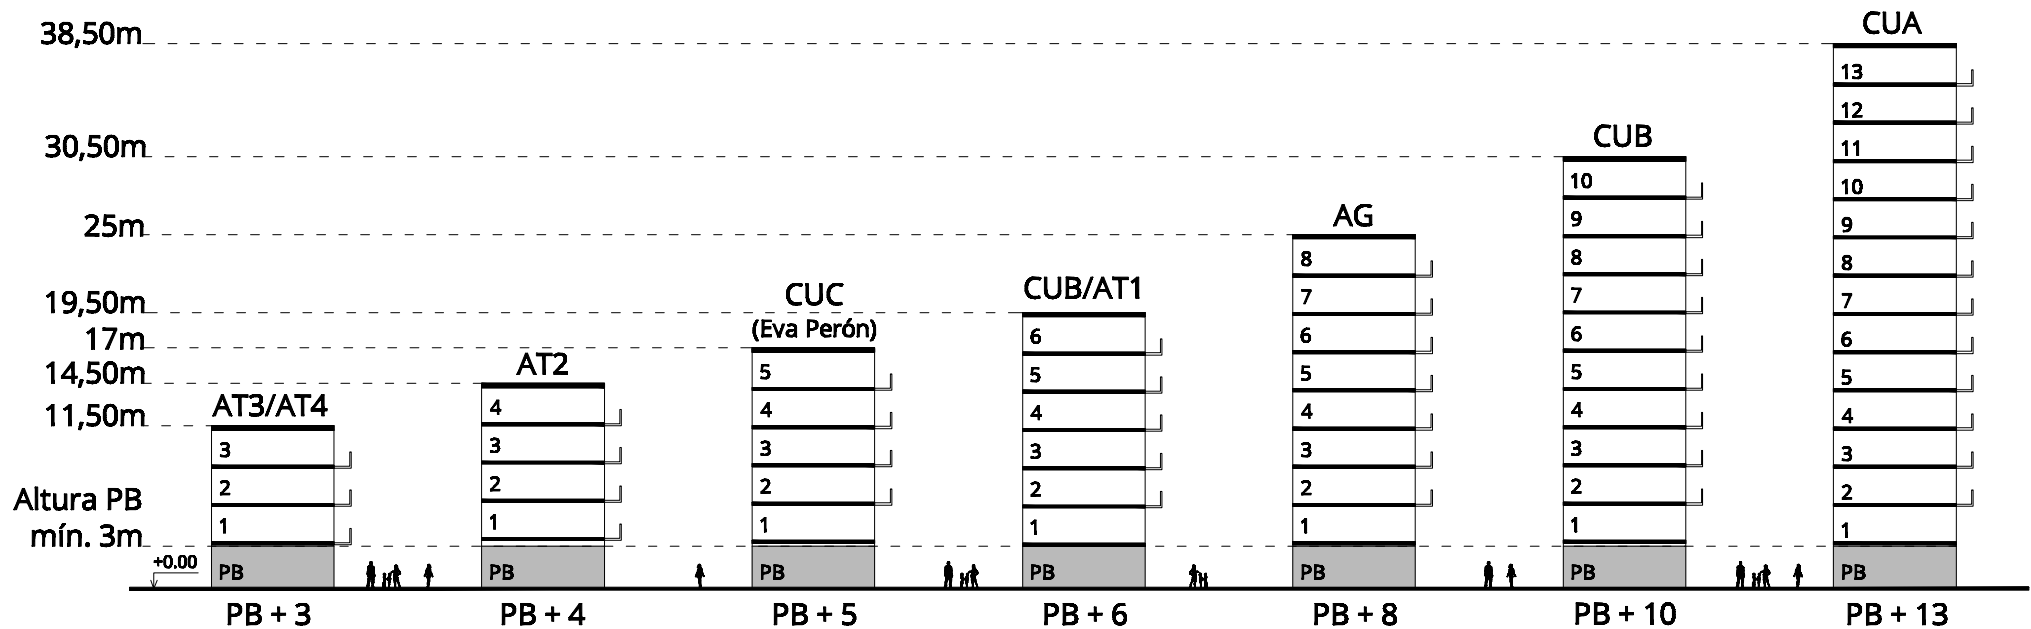 38,50m
30,50m
25m
19,50m
17m
14,50m
11,50m
Altura PB
mín. 3m
+0.00
AT3/AT4
3
2
1
PB
PB + 3
AT2
4
3
2
1
PB
PB + 4
CUC
(Eva Perón)
5
4
3
2
1
PB
PB + 5
CUB/AT1
6
5
4
3
2
1
PB
PB + 6
AG
8
7
6
5
4
3
2
1
PB
PB + 8
CUB
10
9
8
7
6
5
4
3
2
1
PB
PB + 10
CUA
13
12
11
10
9
8
7
6
5
4
3
2
1
PB
PB + 13